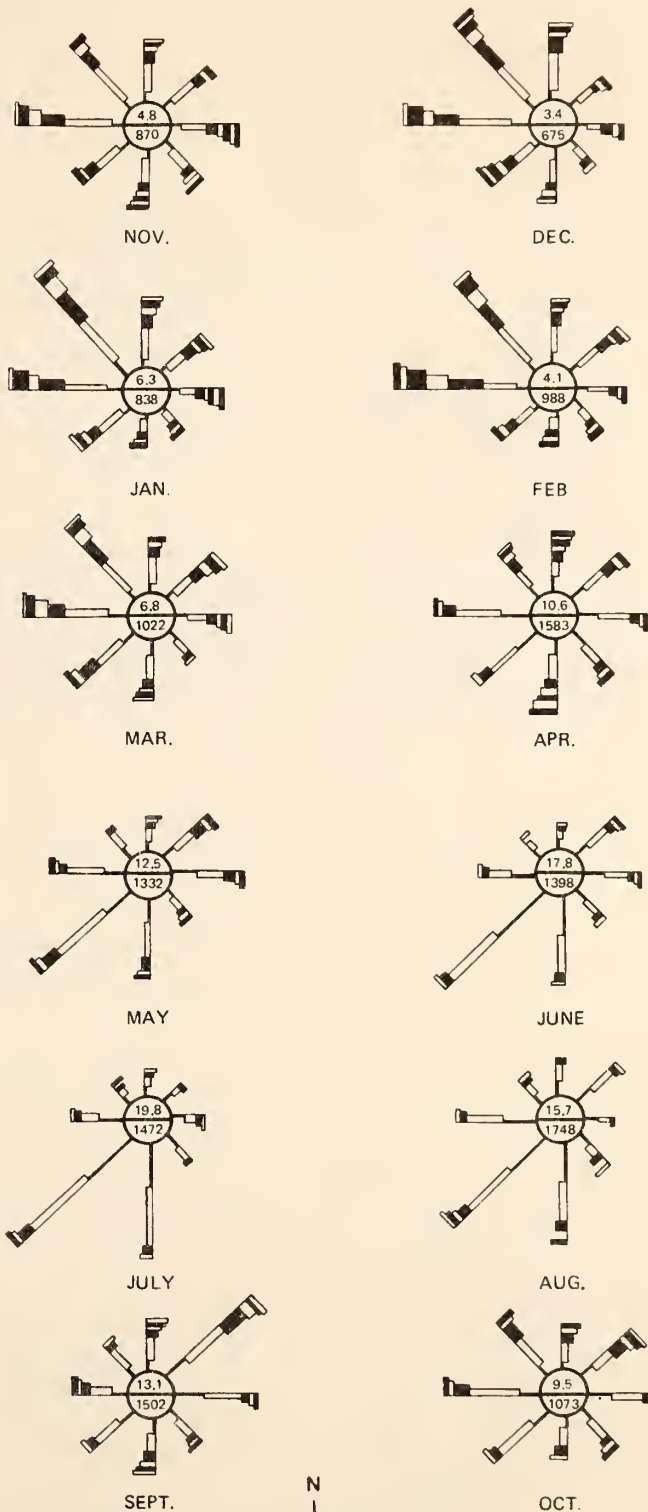 4.8
870
NOV.
3.4
675
DEC.
6.3
838
JAN.
4.1
988
FEB
6.8
1022
MAR.
10.6
1583
APR.
12.5
1332
MAY
17.8
1398
JUNE
19.8
1472
JULY
15.7
1748
AUG.
13.1
1502
SEPT.
9.5
1073
OCT.
N